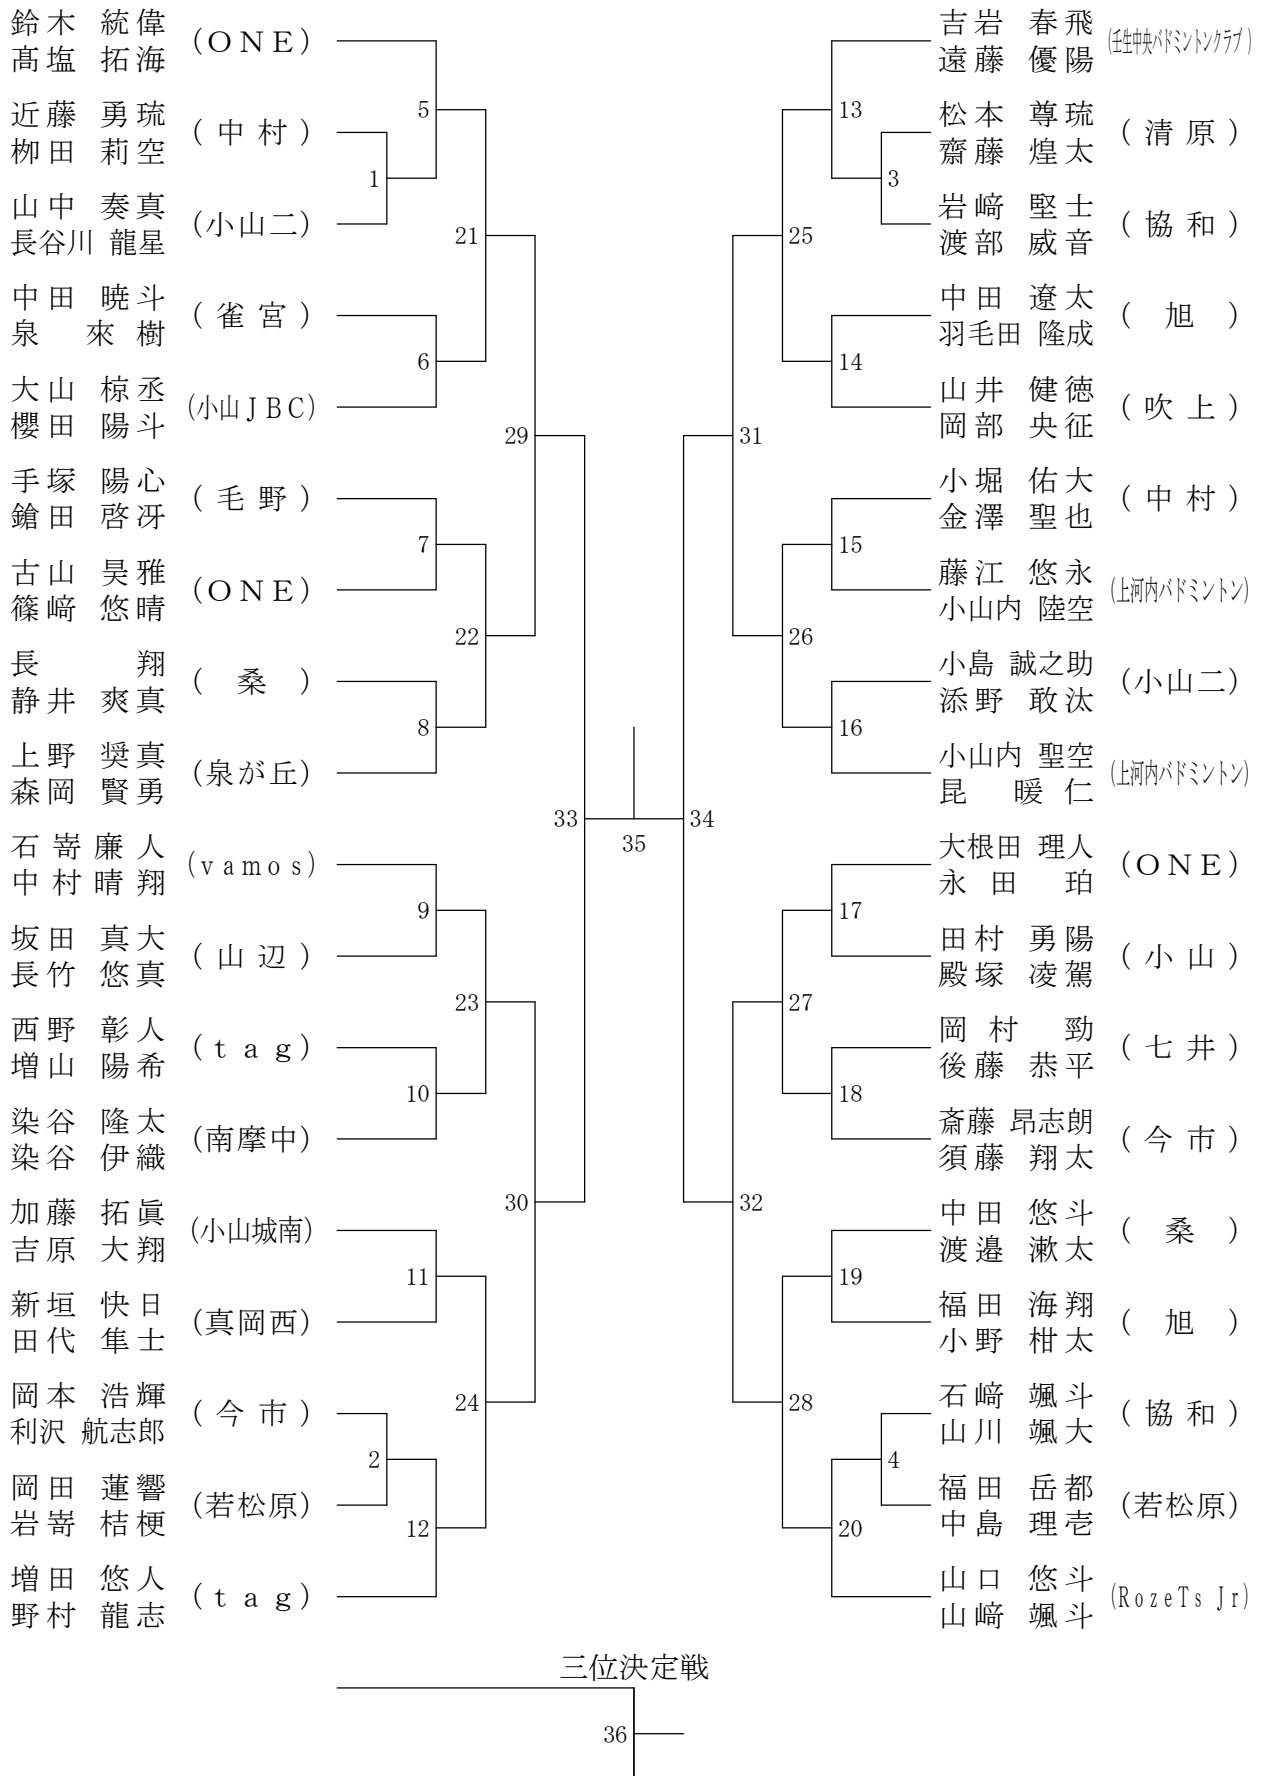 鈴木 統偉
髙塩 拓海
(ONE)
近藤 勇琉
栁田 莉空
(中村)
山中 奏真
長谷川 龍星
(小山二)
中田 暁斗
泉 來樹
(雀宮)
大山 椋丞
櫻田 陽斗
(小山JBC)
手塚 陽心
鎗田 啓冴
(毛野)
古山 昊雅
篠﨑 悠晴
(ONE)
長 翔
静井 爽真
(桑)
上野 奨真
森岡 賢勇
(泉が丘)
石嵜廉人
中村晴翔
(vamos)
坂田 真大
長竹 悠真
(山辺)
西野 彰人
増山 陽希
(tag)
染谷 隆太
染谷 伊織
(南摩中)
加藤 拓眞
吉原 大翔
(小山城南)
新垣 快日
田代 隼士
(真岡西)
岡本 浩輝
利沢 航志郎
(今市)
岡田 蓮響
岩嵜 桔梗
(若松原)
増田 悠人
野村 龍志
(tag)
1
2
5
6
7
8
9
10
11
12
21
22
23
24
29
30
33
35
34
31
32
25
26
27
28
13
14
15
16
17
18
19
20
3
4
吉岩 春飛
遠藤 優陽
(壬生中央バドミントンクラブ)
松本 尊琉
齋藤 煌太
(清原)
岩﨑 堅士
渡部 威音
(協和)
中田 遼太
羽毛田 隆成
(旭)
山井 健徳
岡部 央征
(吹上)
小堀 佑大
金澤 聖也
(中村)
藤江 悠永
小山内 陸空
(上河内バドミントン)
小島 誠之助
添野 敢汰
(小山二)
小山内 聖空
昆 暖仁
(上河内バドミントン)
大根田 理人
永田 珀
(ONE)
田村 勇陽
殿塚 凌駕
(小山)
岡村 勁
後藤 恭平
(七井)
斎藤 昂志朗
須藤 翔太
(今市)
中田 悠斗
渡邉 漱太
(桑)
福田 海翔
小野 柑太
(旭)
石﨑 颯斗
山川 颯大
(協和)
福田 岳都
中島 理壱
(若松原)
山口 悠斗
山﨑 颯斗
(RozeTs Jr)
三位決定戦
36